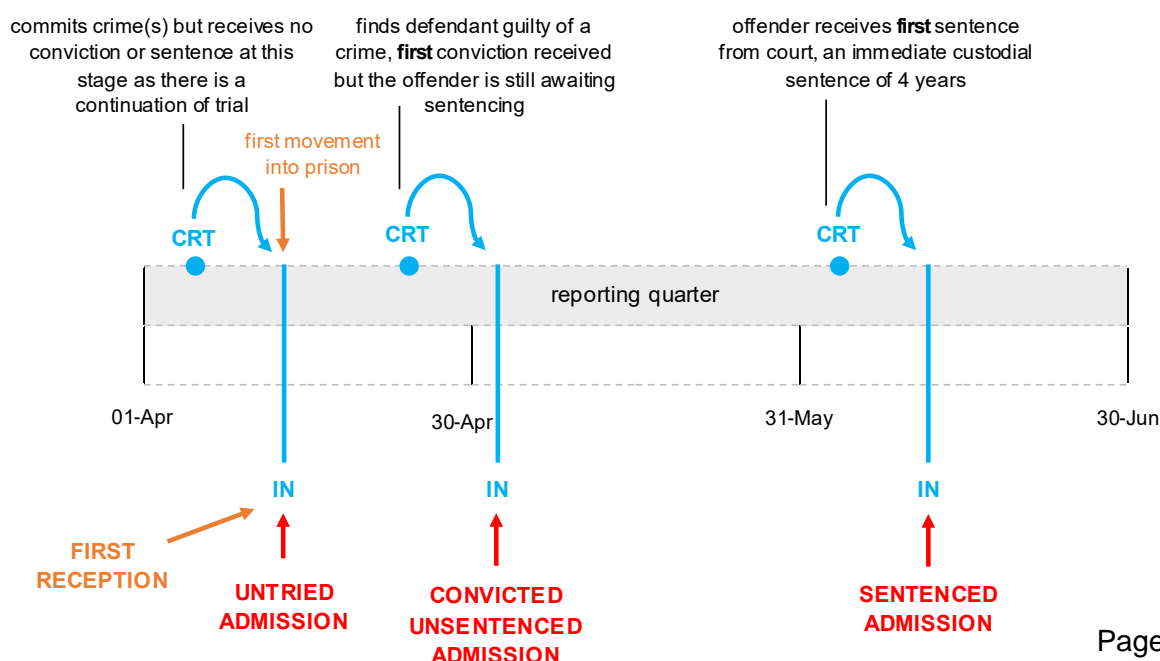 commits crime(s) but receives no
conviction or sentence at this
stage as there is a
continuation of trial
finds defendant guilty of a
crime, first conviction received
but the offender is still awaiting
sentencing
offender receives first sentence
from court, an immediate custodial
sentence of 4 years
first movement
into prison
CRT
CRT
CRT
reporting quarter
01-Apr
30-Apr
31-May
30-Jun
IN
IN
IN
FIRST
RECEPTION
UNTRIED
ADMISSION
CONVICTED
UNSENTENCED
ADMISSION
SENTENCED
ADMISSION
Page